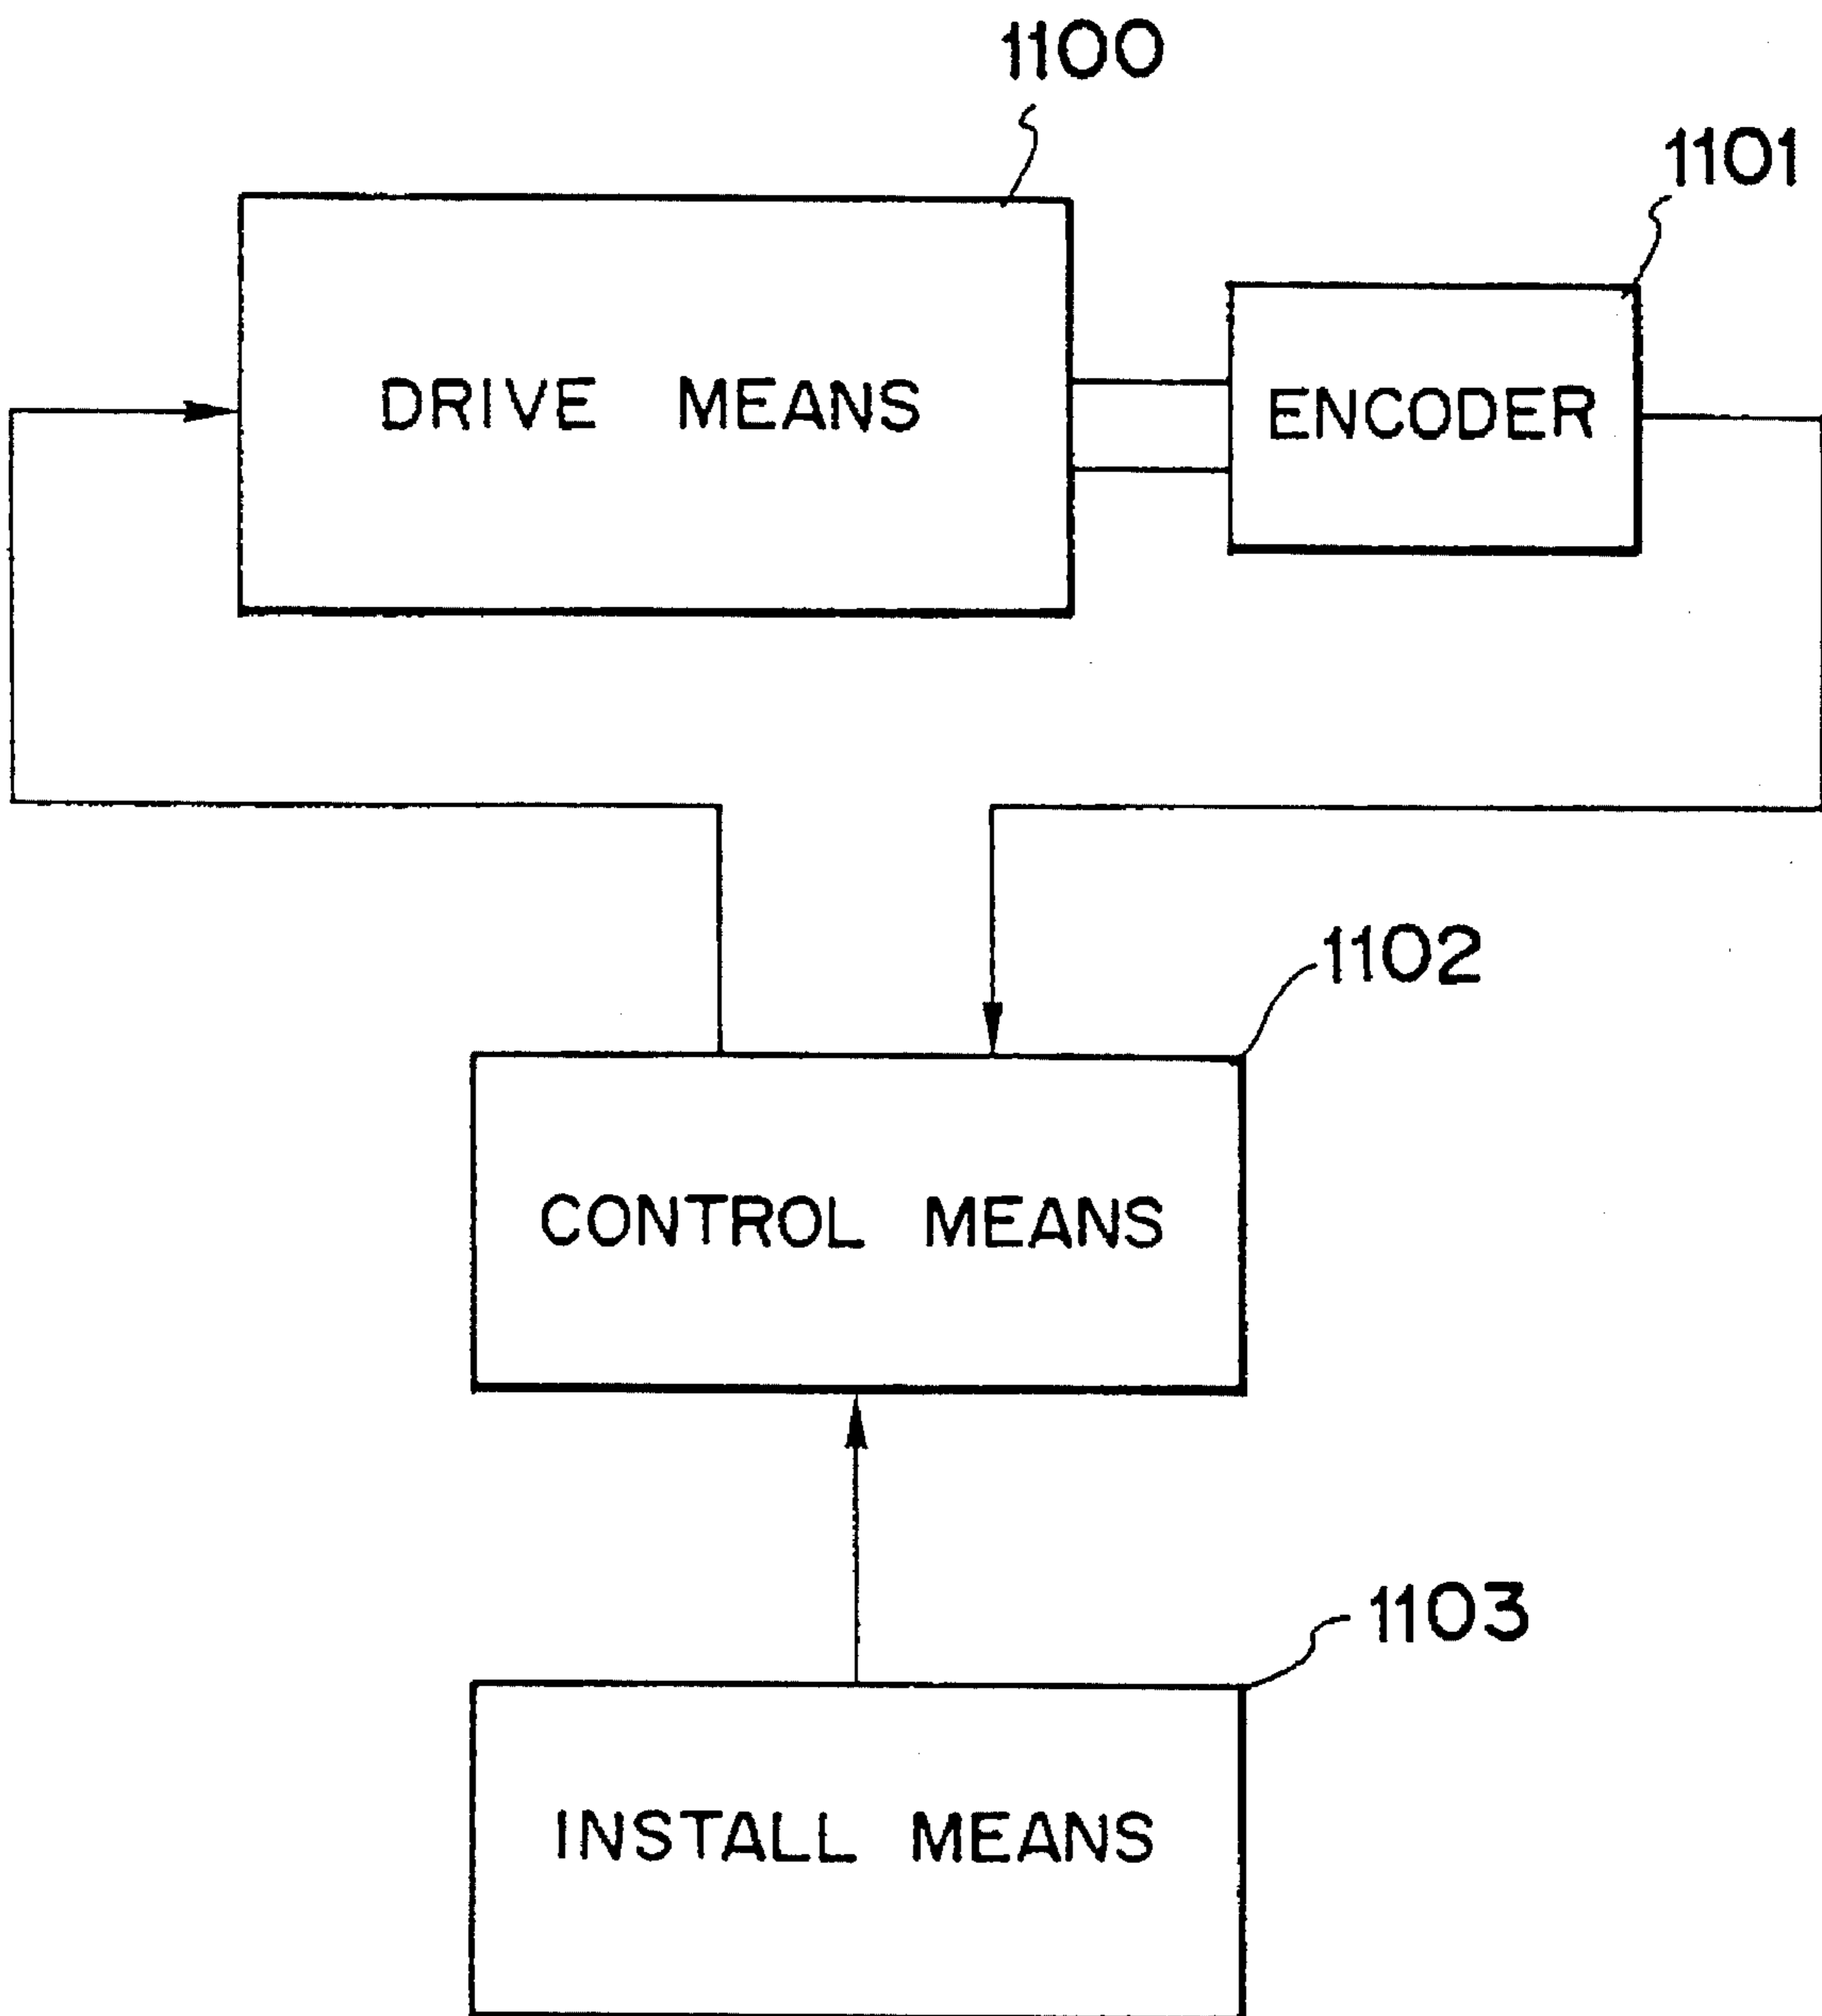 1100
1101
DRIVE MEANS
ENCODER
1102
CONTROL MEANS
1103
INSTALL MEANS